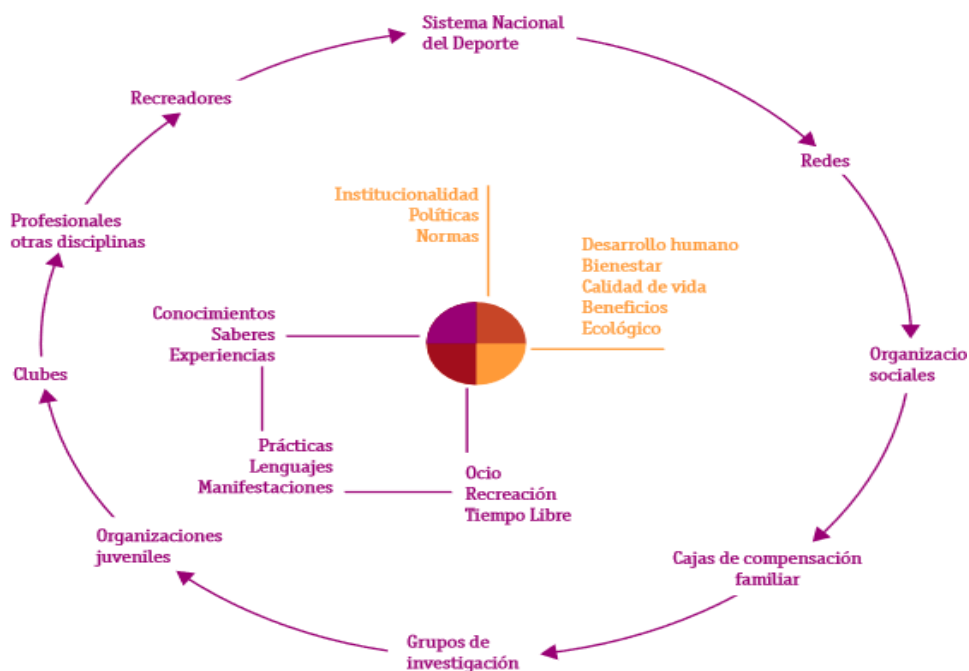 Sistema Nacional
del Deporte
Recreadores
Redes
Institucionalidad
Políticas
Normas
Profesionales
otras disciplinas
Desarrollo humano
Bienestar
Calidad de vida
Beneficios
Ecológico
Conocimientos
Saberes
Experiencias
Organizacio
sociales
Clubes
Prácticas
Lenguajes
Manifestaciones
Ocio
Recreación
Tiempo Libre
Organizaciones
juveniles
Cajas de compensación
familiar
Grupos de
investigación